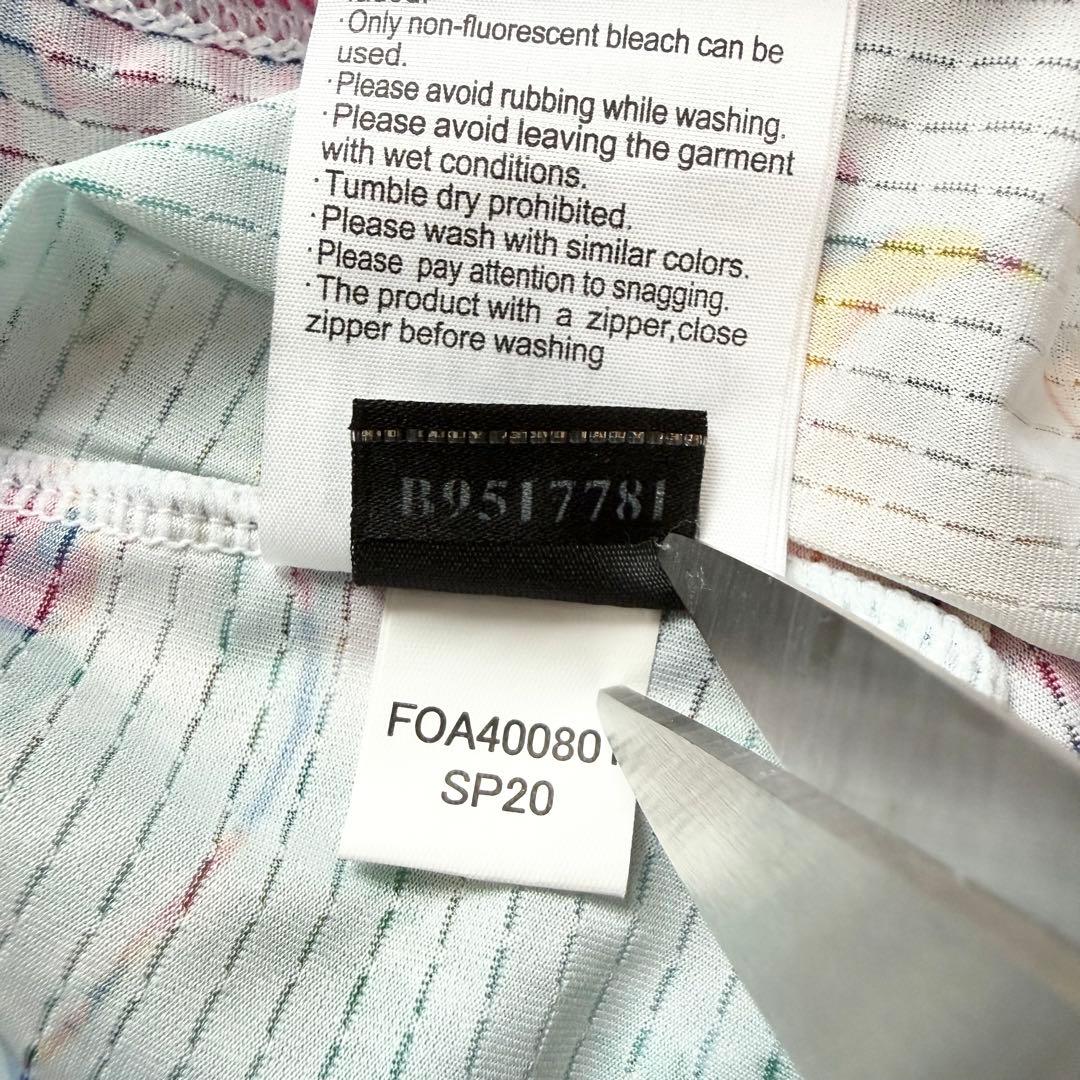 ·Only non-fluorescent bleach can be
used.
·Please avoid rubbing while washing.
·Please avoid leaving the garment
with wet conditions.
·Tumble dry prohibited.
·Please wash with similar colors.
·Please pay attention to snagging.
·The product with a zipper,close
zipper before washing
B9517781
FOA40080
SP20